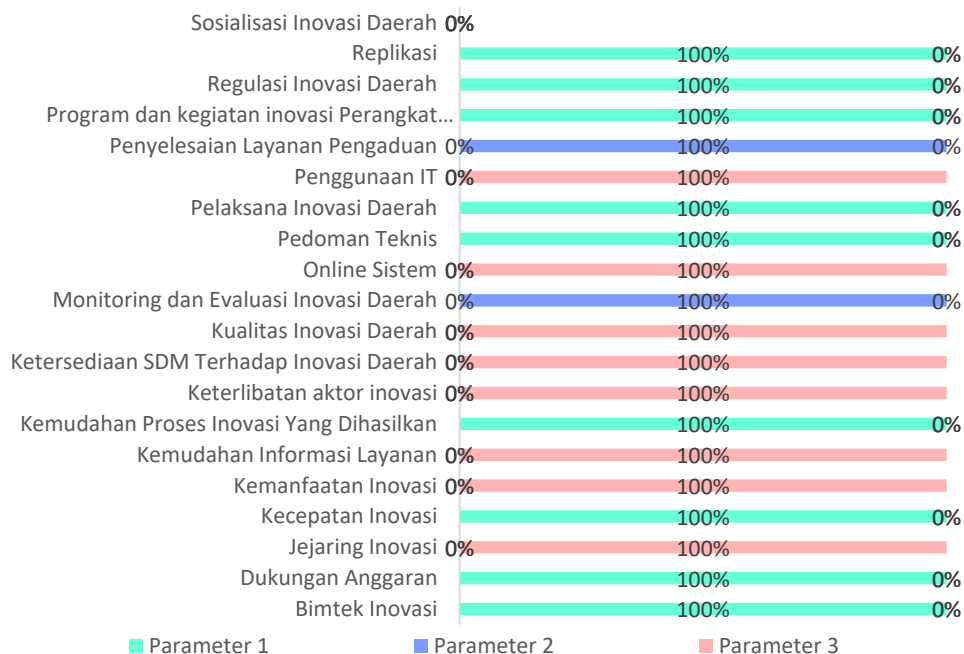 Sosialisasi Inovasi Daerah 0%
Replikasi 100% 0%
Regulasi Inovasi Daerah 100% 0%
Program dan kegiatan inovasi Perangkat... 100% 0%
Penyelesaian Layanan Pengaduan 0% 100% 0%
Penggunaan IT 0% 100%
Pelaksana Inovasi Daerah 100% 0%
Pedoman Teknis 100% 0%
Online Sistem 0% 100%
Monitoring dan Evaluasi Inovasi Daerah 0% 100% 0%
Kualitas Inovasi Daerah 0% 100%
Ketersediaan SDM Terhadap Inovasi Daerah 0% 100%
Keterlibatan aktor inovasi 0% 100%
Kemudahan Proses Inovasi Yang Dihasilkan 100% 0%
Kemudahan Informasi Layanan 0% 100%
Kemanfaatan Inovasi 0% 100%
Kecepatan Inovasi 100% 0%
Jejaring Inovasi 0% 100%
Dukungan Anggaran 100% 0%
Bimtek Inovasi 100% 0%
Parameter 1 Parameter 2 Parameter 3